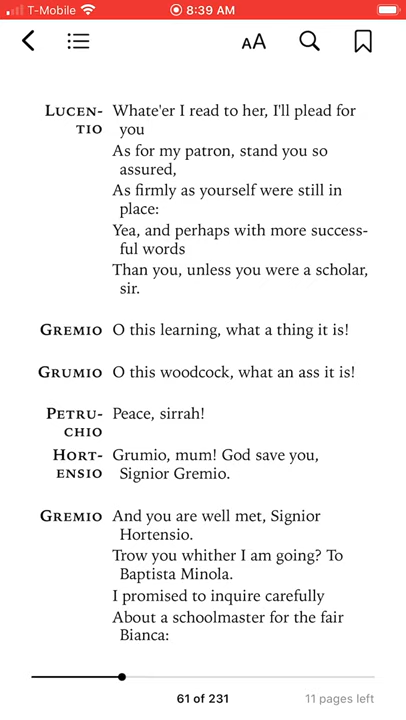 T-Mobile 8:39 AM
AA
LUCEN- Whate'er I read to her, I'll plead for
TIO you
As for my patron, stand you so
assured,
As firmly as yourself were still in
place:
Yea, and perhaps with more success-
ful words
Than you, unless you were a scholar,
sir.
GREMIO O this learning, what a thing it is!
GRUMIO O this woodcock, what an ass it is!
PETRU- Peace, sirrah!
CHIO
HORT- Grumio, mum! God save you,
ENSIO Signior Gremio.
GREMIO And you are well met, Signior
Hortensio.
Trow you whither I am going? To
Baptista Minola.
I promised to inquire carefully
About a schoolmaster for the fair
Bianca:
61 of 231 11 pages left